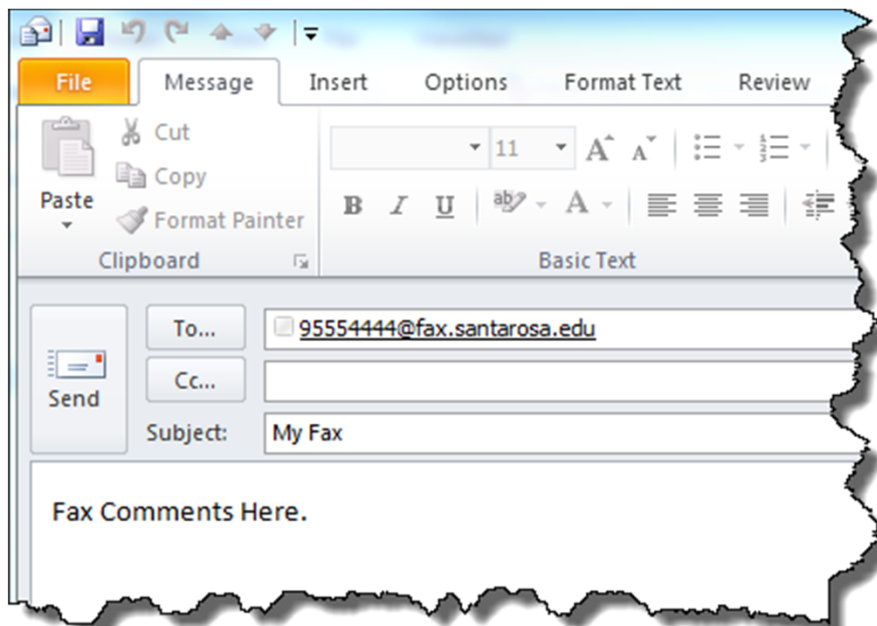 File Message Insert Options Format Text Review
Cut
11
Copy
Paste
Format Painter
B I U
Clipboard
Basic Text
To...
95554444@fax.santarosa.edu
Cc...
Send
Subject:
My Fax
Fax Comments Here.